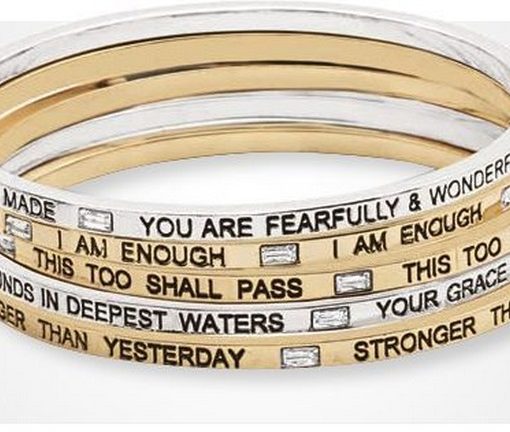 MADE YOU ARE FEARFULLY & WONDERF
I AM ENOUGH I AM ENOUGH
THIS TOO SHALL PASS THIS TOO
UNDS IN DEEPEST WATERS YOUR GRACE
GER THAN YESTERDAY STRONGER TH